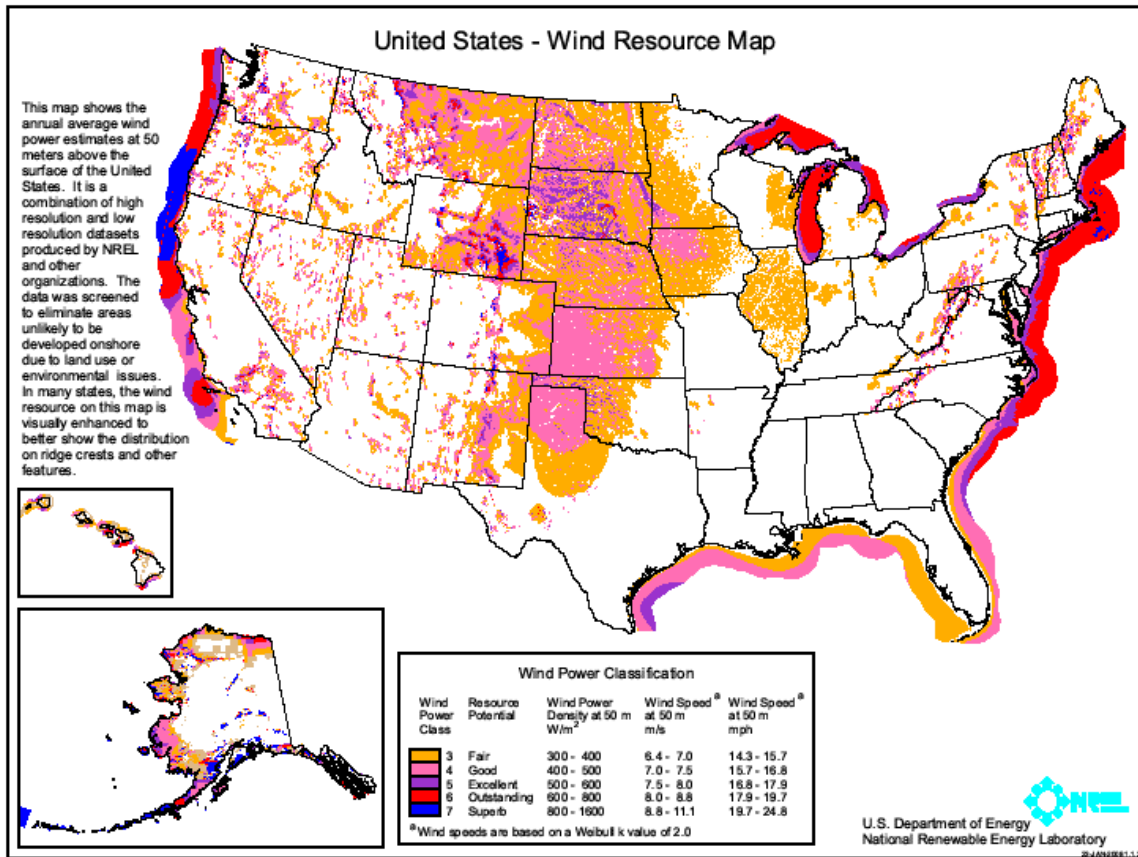 United States - Wind Resource Map
This map shows the
annual average wind
power estimates at 50
meters above the
surface of the United
States. It is a
combination of high
resolution and low
resolution datasets
produced by NREL
and other
organizations. The
data was screened
to eliminate areas
unlikely to be
developed onshore
due to land use or
environmental issues.
In many states, the wind
resource on this map is
visually enhanced to
better show the distribution
on ridge crests and other
features.
Wind Power Classification
Wind Resource Wind Power Wind Speed a Wind Speed a
Power Potential Density at 50 m at 50 m at 50 m
Class W/m2 m/s mph
3 Fair 300 - 400 6.4 - 7.0 14.3 - 15.7
4 Good 400 - 500 7.0 - 7.5 15.7 - 16.8
5 Excellent 500 - 600 7.5 - 8.0 16.8 - 17.9
6 Outstanding 600 - 800 8.0 - 8.8 17.9 - 19.7
7 Superb 800 - 1600 8.8 - 11.1 19.7 - 24.8
a Wind speeds are based on a Weibull k value of 2.0
NREL
U.S. Department of Energy
National Renewable Energy Laboratory